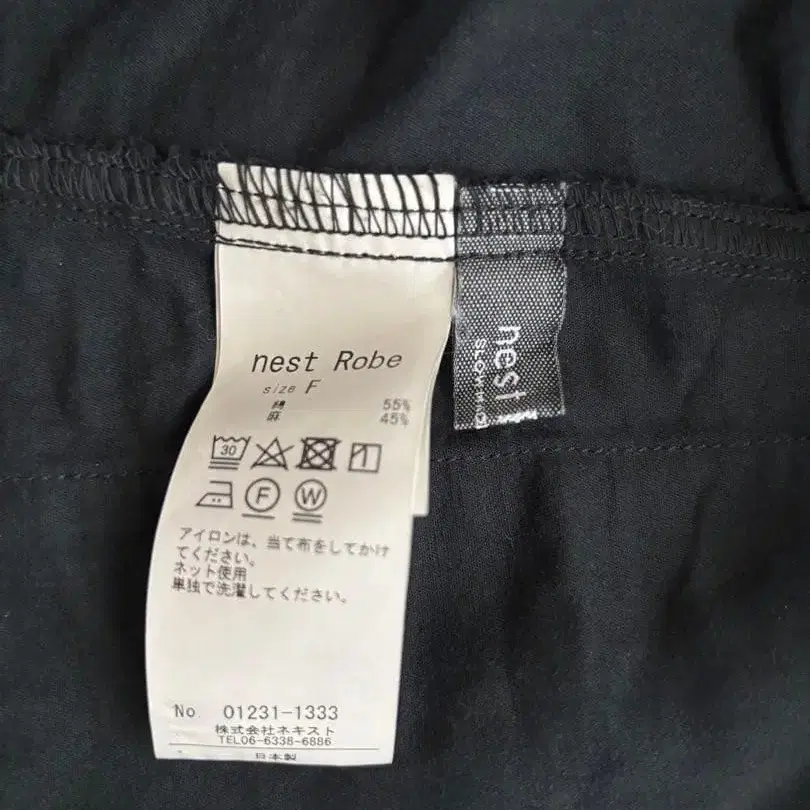 nest Robe
size F
綿 55%
麻 45%
30
F W
アイロンは、当て布をしてかけ
てください。
ネット使用
単独で洗濯してください。
No 01231-1333
株式会社ネキスト
TEL06-6338-6886
日本製
nest